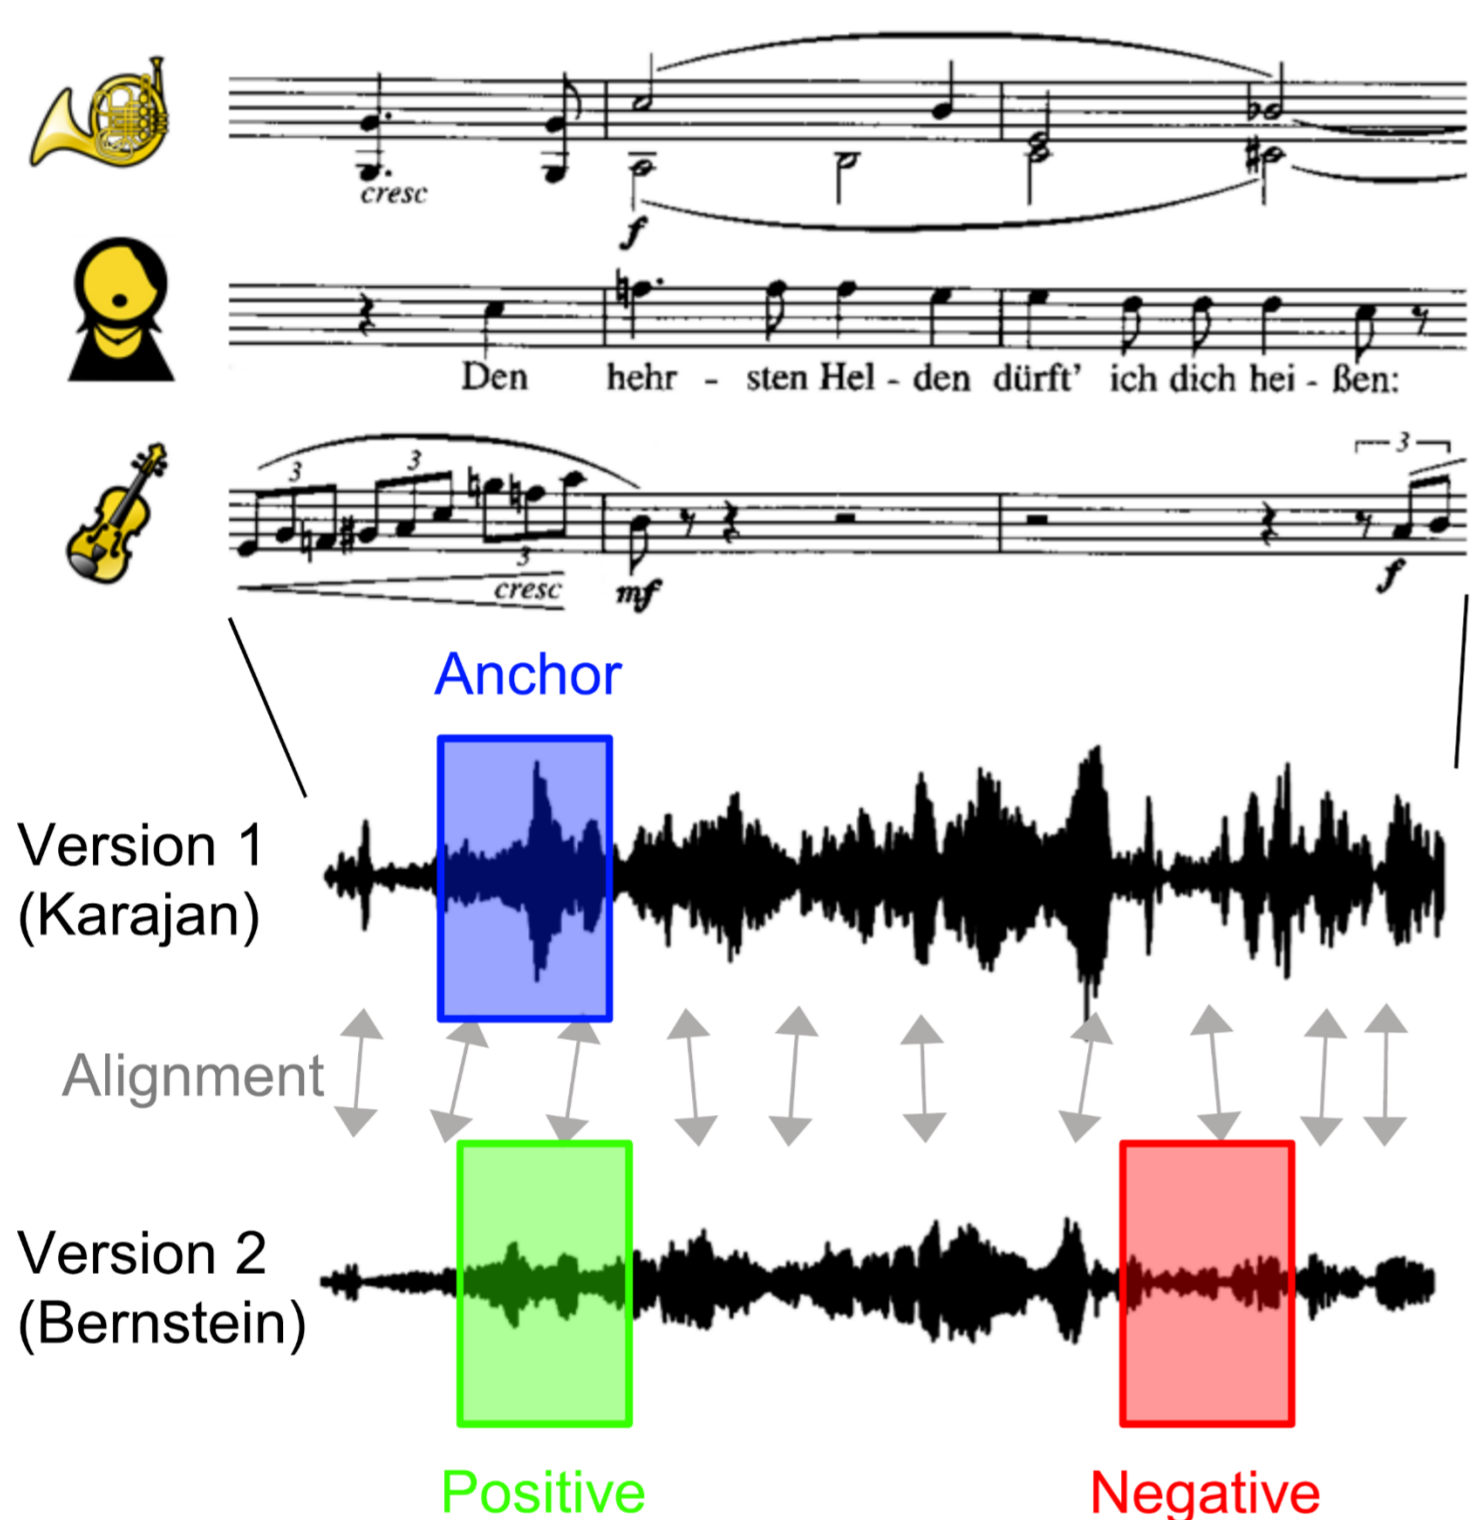 cresc
f
Den hehr - sten Hel - den dürft' ich dich hei - ßen:
3 3 3
3
cresc mf f
Anchor
Version 1
(Karajan)
Alignment
Version 2
(Bernstein)
Positive
Negative